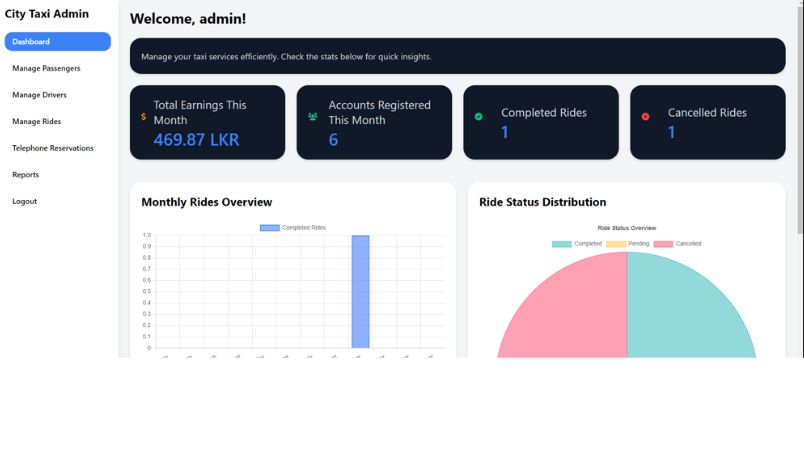 City Taxi Admin
Dashboard
Manage Passengers
Manage Drivers
Manage Rides
Telephone Reservations
Reports
Logout
Welcome, admin!
Manage your taxi services efficiently. Check the stats below for quick insights.
Total Earnings This
Month
469.87 LKR
Accounts Registered
This Month
6
Completed Rides
1
Cancelled Rides
1
Monthly Rides Overview
Completed Rides
1.0
0.9
0.8
0.7
0.6
0.5
0.4
0.3
0.2
0.1
0
Ride Status Distribution
Ride Status Overview
Completed
Pending
Cancelled